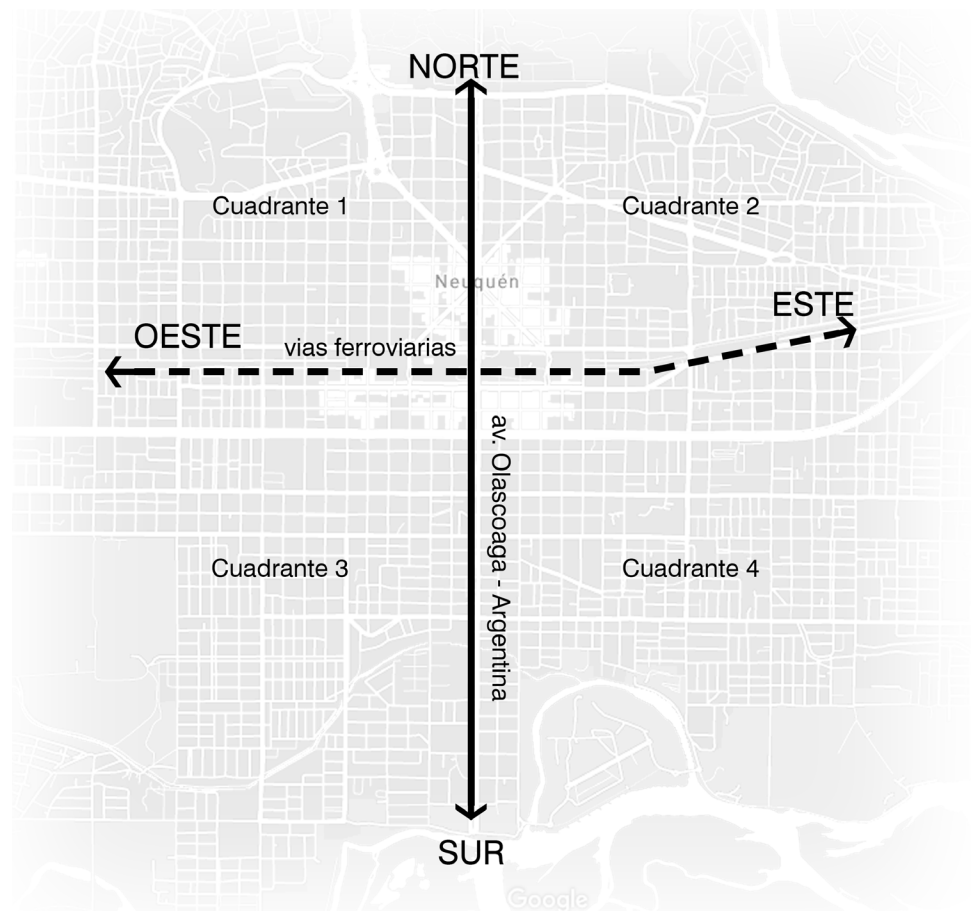 NORTE
Cuadrante 1
Cuadrante 2
Neuquén
ESTE
OESTE
vias ferroviarias
av. Olascoaga - Argentina
Cuadrante 3
Cuadrante 4
SUR
Google